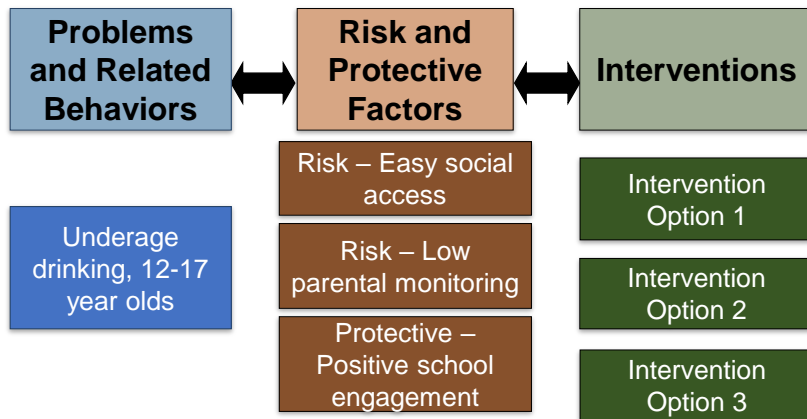 Problems
and Related
Behaviors
Risk and
Protective
Factors
Interventions
Underage
drinking, 12-17
year olds
Risk – Easy social
access
Risk – Low
parental monitoring
Protective –
Positive school
engagement
Intervention
Option 1
Intervention
Option 2
Intervention
Option 3